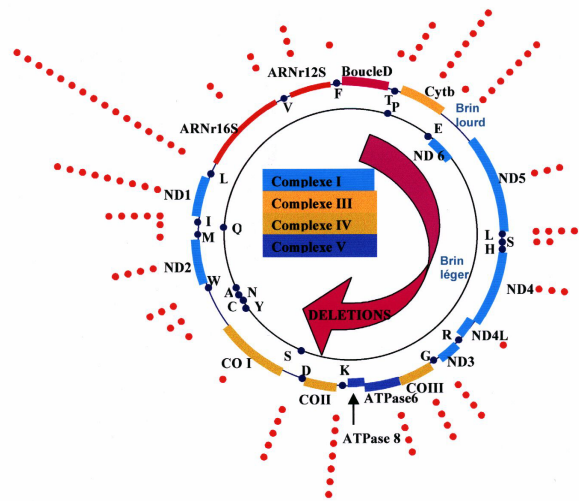 ARNr12S
BoucleD
Cytb
F
V
T
P
Brin
lourd
E
ND 6
ARNr16S
ND5
L
ND1
Complexe I
Complexe III
Complexe IV
Complexe V
I
M
Q
L
S
H
ND2
Brin
léger
ND4
W
A
N
C
Y
DELETIONS
R
ND4L
CO I
S
G
ND3
D
K
COII
ATPase6
COIII
ATPase 8